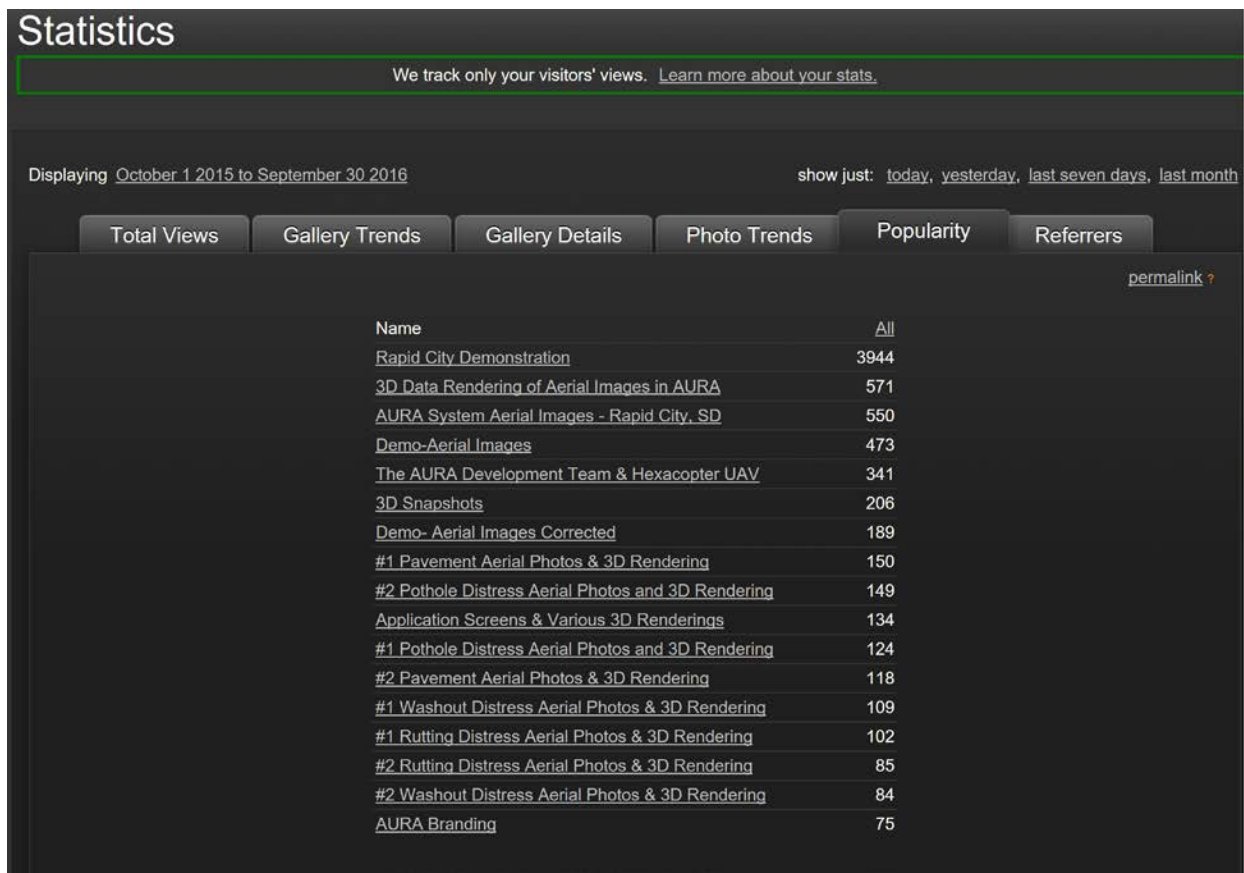 Statistics
We track only your visitors' views. Learn more about your stats.
Displaying October 1 2015 to September 30 2016 show just: today, yesterday, last seven days, last month
Total Views Gallery Trends Gallery Details Photo Trends Popularity Referrers
permalink ?
Name All
Rapid City Demonstration 3944
3D Data Rendering of Aerial Images in AURA 571
AURA System Aerial Images - Rapid City, SD 550
Demo-Aerial Images 473
The AURA Development Team & Hexacopter UAV 341
3D Snapshots 206
Demo- Aerial Images Corrected 189
#1 Pavement Aerial Photos & 3D Rendering 150
#2 Pothole Distress Aerial Photos and 3D Rendering 149
Application Screens & Various 3D Renderings 134
#1 Pothole Distress Aerial Photos and 3D Rendering 124
#2 Pavement Aerial Photos & 3D Rendering 118
#1 Washout Distress Aerial Photos & 3D Rendering 109
#1 Rutting Distress Aerial Photos & 3D Rendering 102
#2 Rutting Distress Aerial Photos & 3D Rendering 85
#2 Washout Distress Aerial Photos & 3D Rendering 84
AURA Branding 75